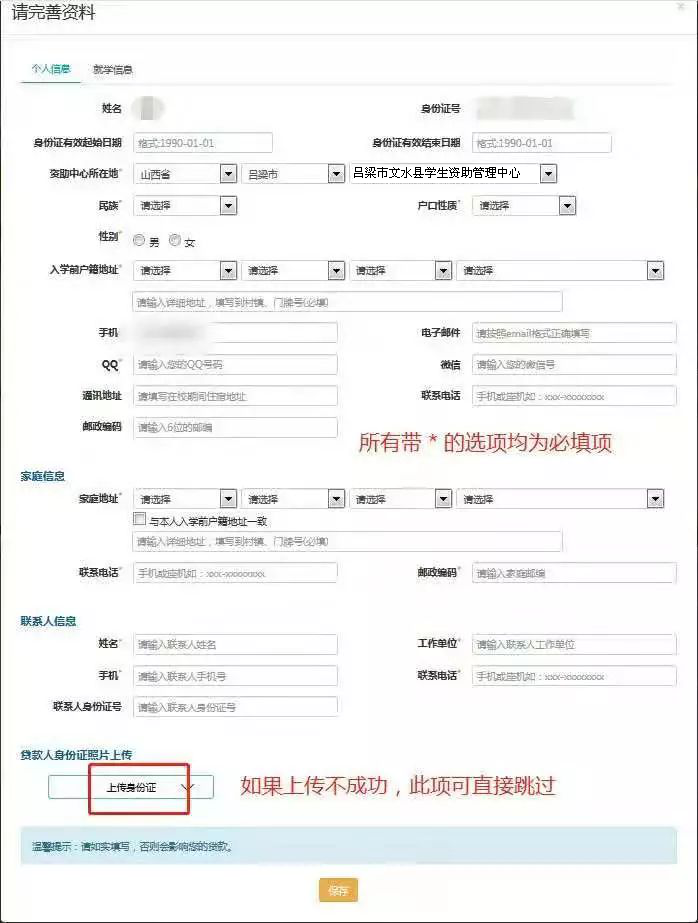 请完善资料
×
个人信息 就学信息
姓名 身份证号
身份证有效起始日期 格式:1990-01-01 身份证有效结束日期 格式:1990-01-01
资助中心所在地* 山西省 吕梁市 吕梁市文水县学生资助管理中心
民族* 请选择 户口性质* 请选择
性别* 男 女
入学前户籍地址* 请选择 请选择 请选择 请选择
请输入详细地址，填写到村镇、门牌号(必填)
手机 电子邮件 请按照email格式正确填写
QQ* 请输入您的QQ号码 微信 请输入您的微信号
通讯地址 请填写在校期间住宿地址 联系电话 手机或座机如：xxx-xxxxxxxx
邮政编码 请输入6位的邮编
所有带 * 的选项均为必填项
家庭信息
家庭地址* 请选择 请选择 请选择 请选择
与本人入学前户籍地址一致
请输入详细地址，填写到村镇、门牌号(必填)
联系电话* 手机或座机如：xxx-xxxxxxxx 邮政编码* 请输入家庭邮编
联系人信息
姓名* 请输入联系人姓名 工作单位* 请输入联系人工作单位
手机* 请输入联系人手机号 联系电话* 手机或座机如：xxx-xxxxxxxx
联系人身份证号 请输入联系人身份证号
贷款人身份证照片上传
上传身份证 如果上传不成功，此项可直接跳过
温馨提示：请如实填写，否则会影响您的贷款。
保存